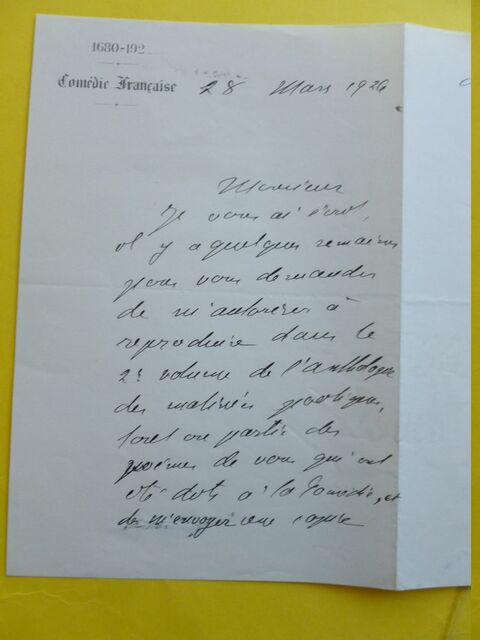 1680-192
Comédie Française
28 Mars 1926
Monsieur
Je vous ai écrit,
il y a quelques semaines
pour vous demander
de m'autoriser à
reproduire dans le
2e volume de l'anthologie
des matinées poétiques,
tout ou partie des
poèmes de vous qui ont
été dits à la Comédie, et
de m'envoyer une copie